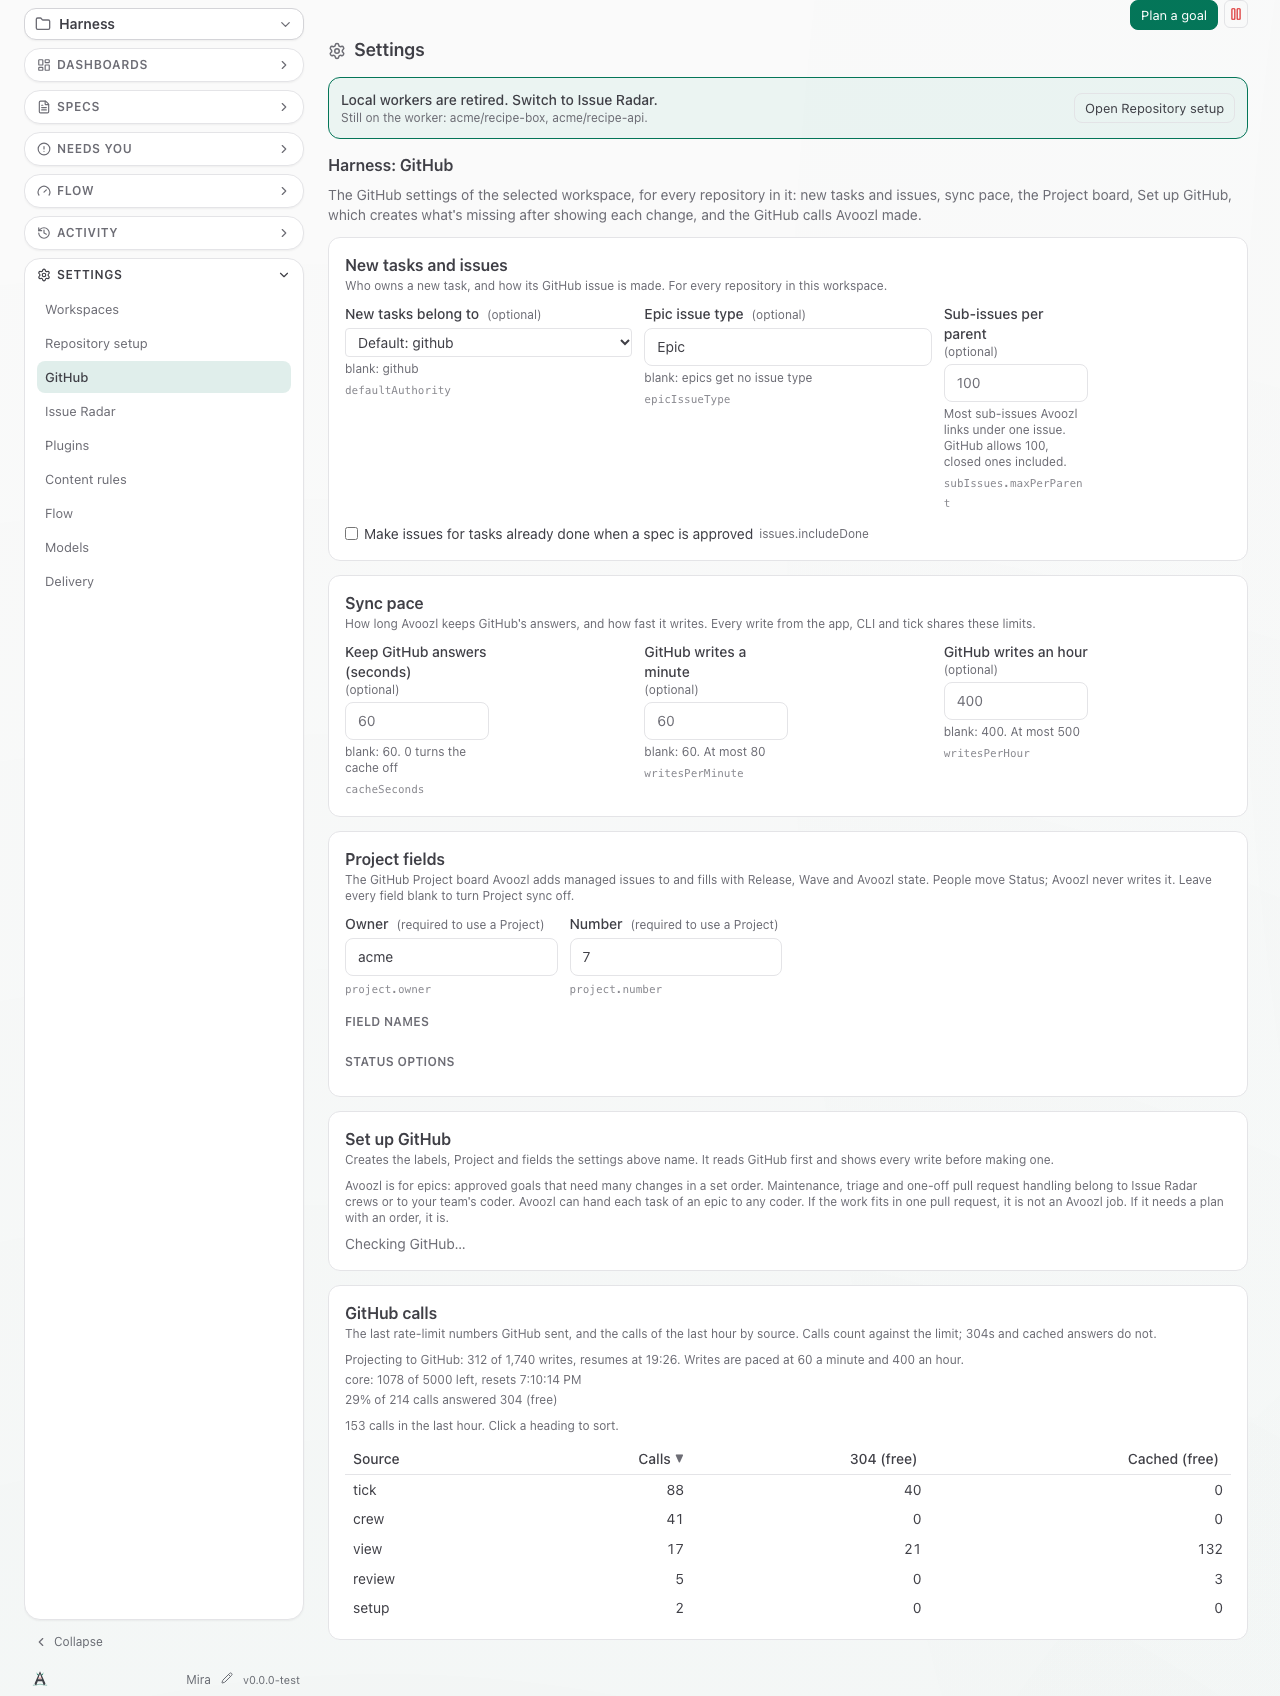 Harness
Plan a goal
DASHBOARDS
SPECS
NEEDS YOU
FLOW
ACTIVITY
SETTINGS
Workspaces
Repository setup
GitHub
Issue Radar
Plugins
Content rules
Flow
Models
Delivery
Settings
Local workers are retired. Switch to Issue Radar.
Still on the worker: acme/recipe-box, acme/recipe-api.
Open Repository setup
Harness: GitHub
The GitHub settings of the selected workspace, for every repository in it: new tasks and issues, sync pace, the Project board, Set up GitHub,
which creates what's missing after showing each change, and the GitHub calls Avoozl made.
New tasks and issues
Who owns a new task, and how its GitHub issue is made. For every repository in this workspace.
New tasks belong to (optional)
Default: github
blank: github
defaultAuthority
Epic issue type (optional)
Epic
blank: epics get no issue type
epicIssueType
Sub-issues per
parent
(optional)
100
Most sub-issues Avoozl
links under one issue.
GitHub allows 100,
closed ones included.
subIssues.maxPerParen
t
Make issues for tasks already done when a spec is approved issues.includeDone
Sync pace
How long Avoozl keeps GitHub's answers, and how fast it writes. Every write from the app, CLI and tick shares these limits.
Keep GitHub answers
(seconds)
(optional)
60
blank: 60. 0 turns the
cache off
cacheSeconds
GitHub writes a
minute
(optional)
60
blank: 60. At most 80
writesPerMinute
GitHub writes an hour
(optional)
400
blank: 400. At most 500
writesPerHour
Project fields
The GitHub Project board Avoozl adds managed issues to and fills with Release, Wave and Avoozl state. People move Status; Avoozl never writes it. Leave
every field blank to turn Project sync off.
Owner (required to use a Project)
acme
project.owner
Number (required to use a Project)
7
project.number
FIELD NAMES
STATUS OPTIONS
Set up GitHub
Creates the labels, Project and fields the settings above name. It reads GitHub first and shows every write before making one.
Avoozl is for epics: approved goals that need many changes in a set order. Maintenance, triage and one-off pull request handling belong to Issue Radar
crews or to your team's coder. Avoozl can hand each task of an epic to any coder. If the work fits in one pull request, it is not an Avoozl job. If it needs a plan
with an order, it is.
Checking GitHub...
GitHub calls
The last rate-limit numbers GitHub sent, and the calls of the last hour by source. Calls count against the limit; 304s and cached answers do not.
Projecting to GitHub: 312 of 1,740 writes, resumes at 19:26. Writes are paced at 60 a minute and 400 an hour.
core: 1078 of 5000 left, resets 7:10:14 PM
29% of 214 calls answered 304 (free)
153 calls in the last hour. Click a heading to sort.
Source Calls ▼ 304 (free) Cached (free)
tick 88 40 0
crew 41 0 0
view 17 21 132
review 5 0 3
setup 2 0 0
Collapse
Mira v0.0.0-test